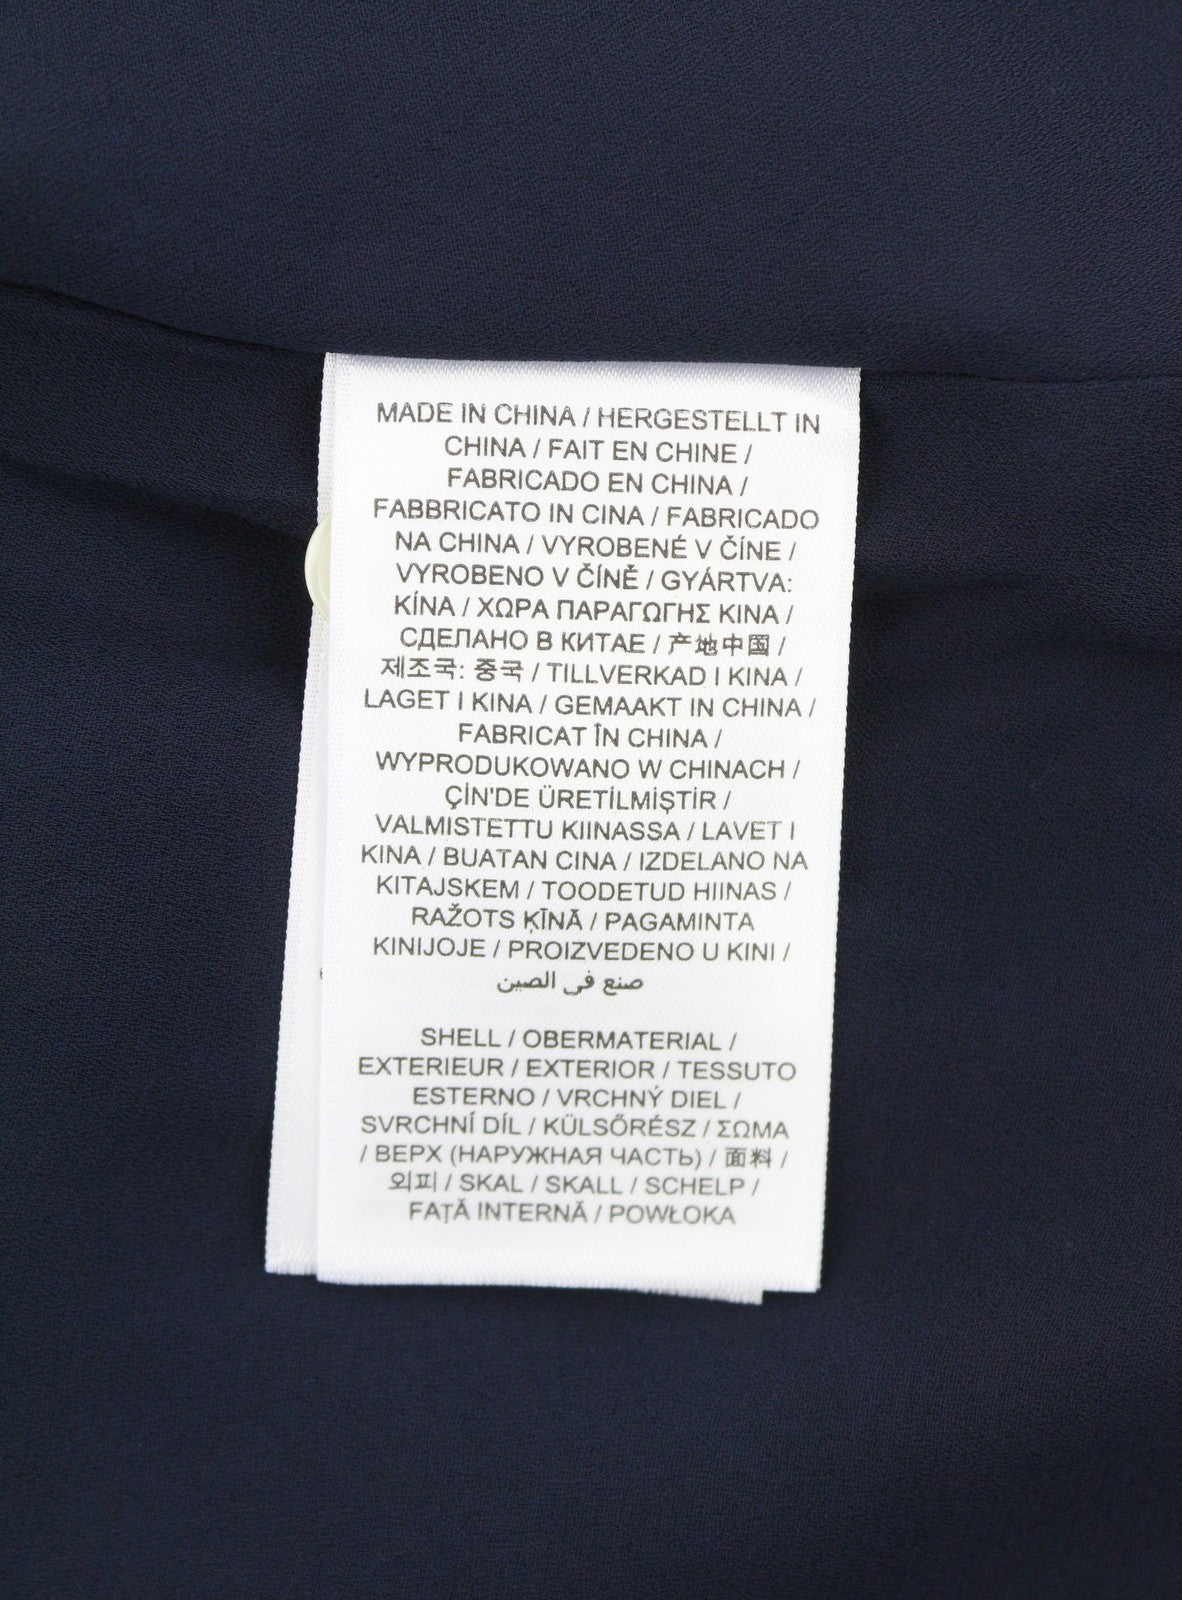 MADE IN CHINA / HERGESTELLT IN
CHINA / FAIT EN CHINE /
FABRICADO EN CHINA /
FABBRICATO IN CINA / FABRICADO
NA CHINA / VYROBENÉ V ČÍNE /
VYROBENO V ČÍNĚ / GYÁRTVA:
KÍNA / ΧΩΡΑ ΠΑΡΑΓΩΓΗΣ ΚΙΝΑ /
СДЕЛАНО В КИТАЕ / 产地中国 /
제조국: 중국 / TILLVERKAD I KINA /
LAGET I KINA / GEMAAKT IN CHINA /
FABRICAT ÎN CHINA /
WYPRODUKOWANO W CHINACH /
ÇİN'DE ÜRETİLMİŞTİR /
VALMISTETTU KIINASSA / LAVET I
KINA / BUATAN CINA / IZDELANO NA
KITAJSKEM / TOODETUD HIINAS /
RAŽOTS ĶĪNĀ / PAGAMINTA
KINIJOJE / PROIZVEDENO U KINI /
صنع في الصين
SHELL / OBERMATERIAL /
EXTERIEUR / EXTERIOR / TESSUTO
ESTERNO / VRCHNÝ DIEL /
SVRCHNÍ DÍL / KÜLSŐRÉSZ / ΣΩΜΑ
/ ВЕРХ (НАРУЖНАЯ ЧАСТЬ) / 面料 /
외피 / SKAL / SKALL / SCHELP /
FAȚĂ INTERNĂ / POWŁOKA